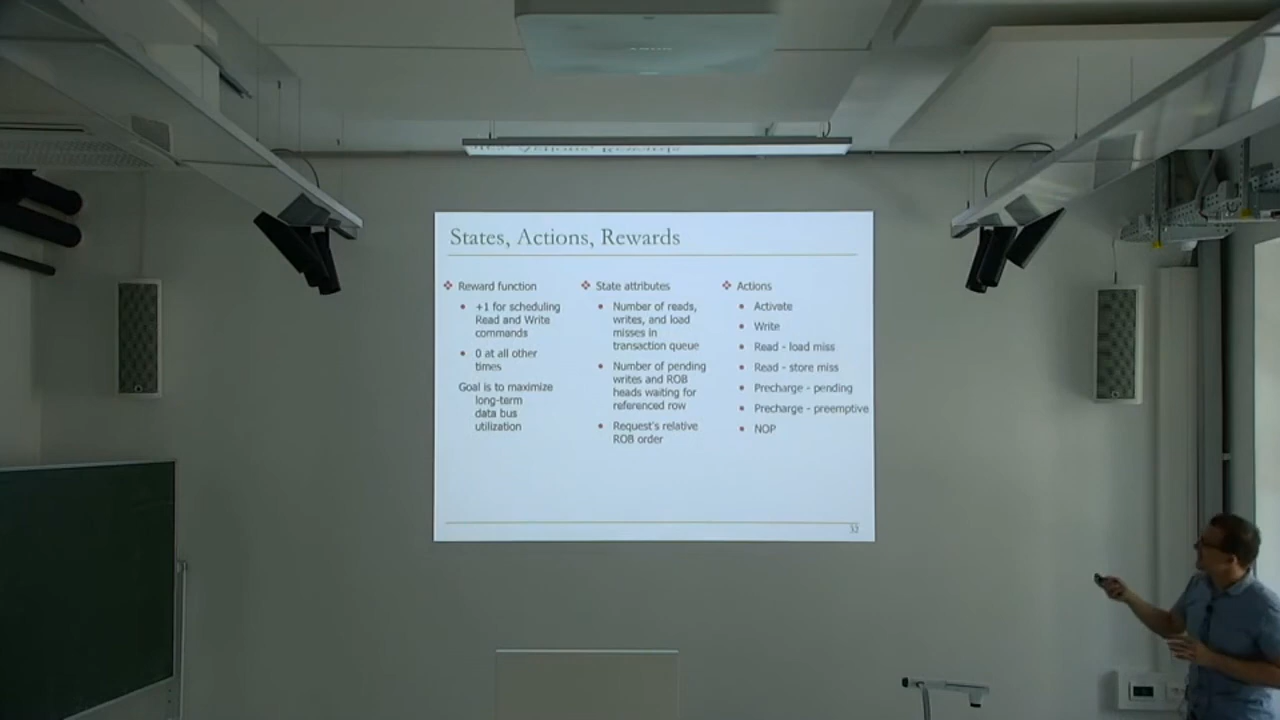 States, Actions, Rewards
Reward function
+1 for scheduling
Read and Write
commands
0 at all other
times
Goal is to maximize
long-term
data bus
utilization
State attributes
Number of reads,
writes, and load
misses in
transaction queue
Number of pending
writes and ROB
heads waiting for
referenced row
Request's relative
ROB order
Actions
Activate
Write
Read - load miss
Read - store miss
Precharge - pending
Precharge - preemptive
NOP